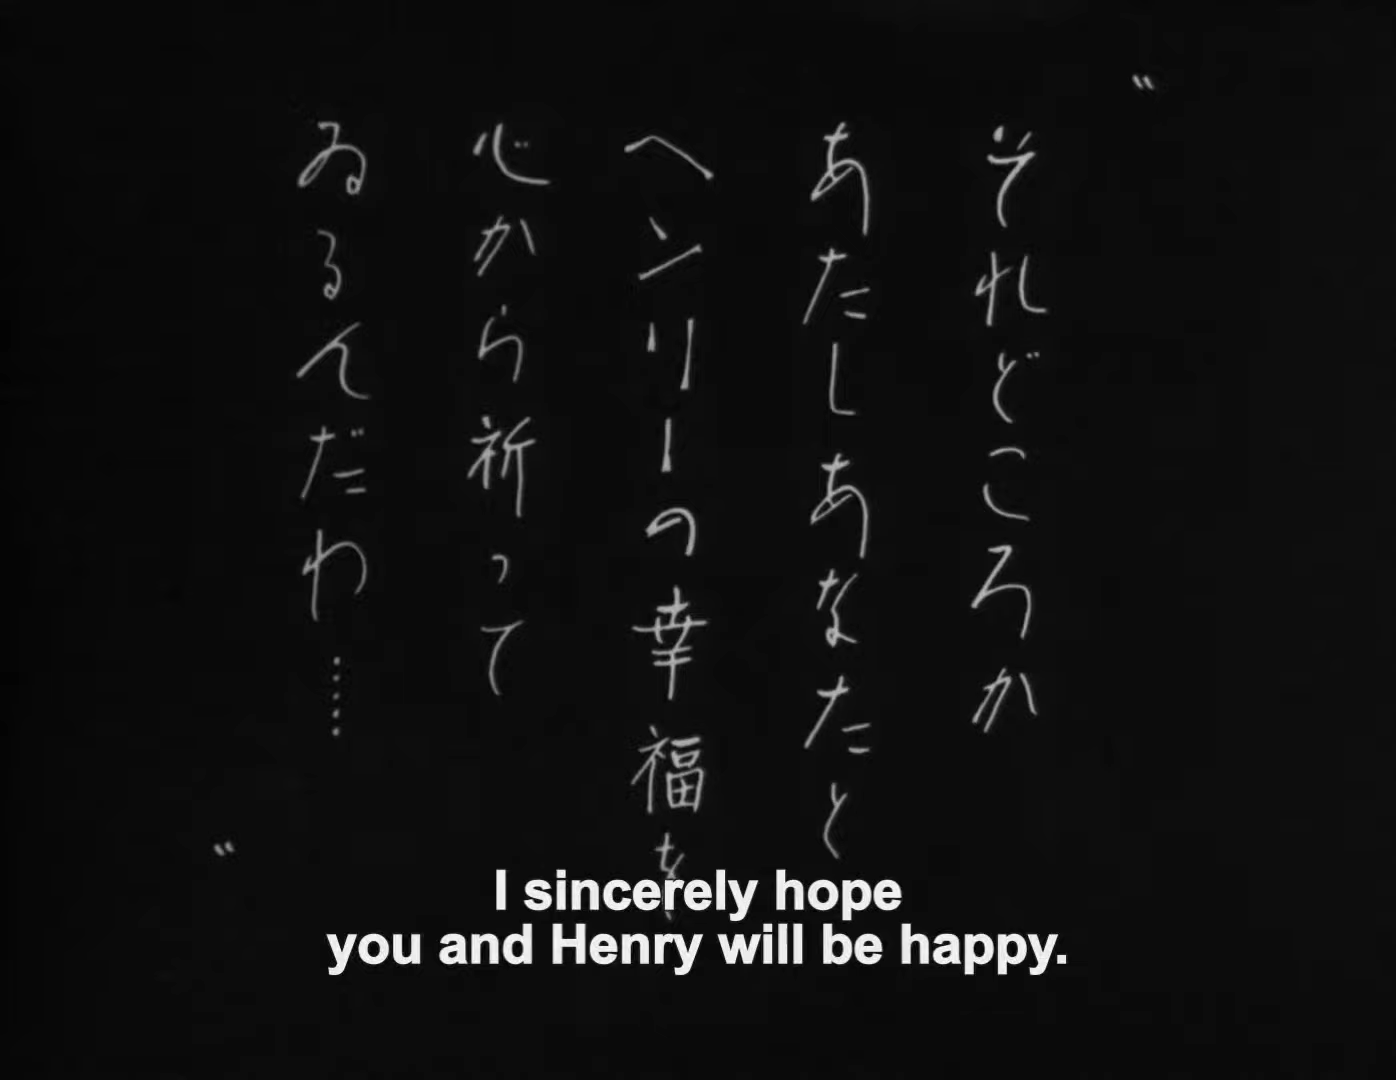 〝
それどころか
あたしあなたと
ヘンリーの幸福を
心から祈って
ゐるんだわ……
〟
I sincerely hope
you and Henry will be happy.